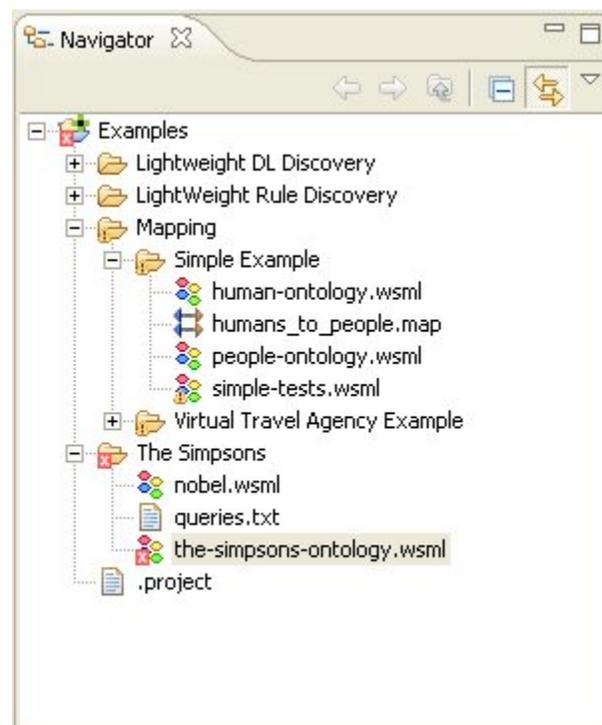 Navigator
Examples
Lightweight DL Discovery
LightWeight Rule Discovery
Mapping
Simple Example
human-ontology.wsml
humans_to_people.map
people-ontology.wsml
simple-tests.wsml
Virtual Travel Agency Example
The Simpsons
nobel.wsml
queries.txt
the-simpsons-ontology.wsml
.project